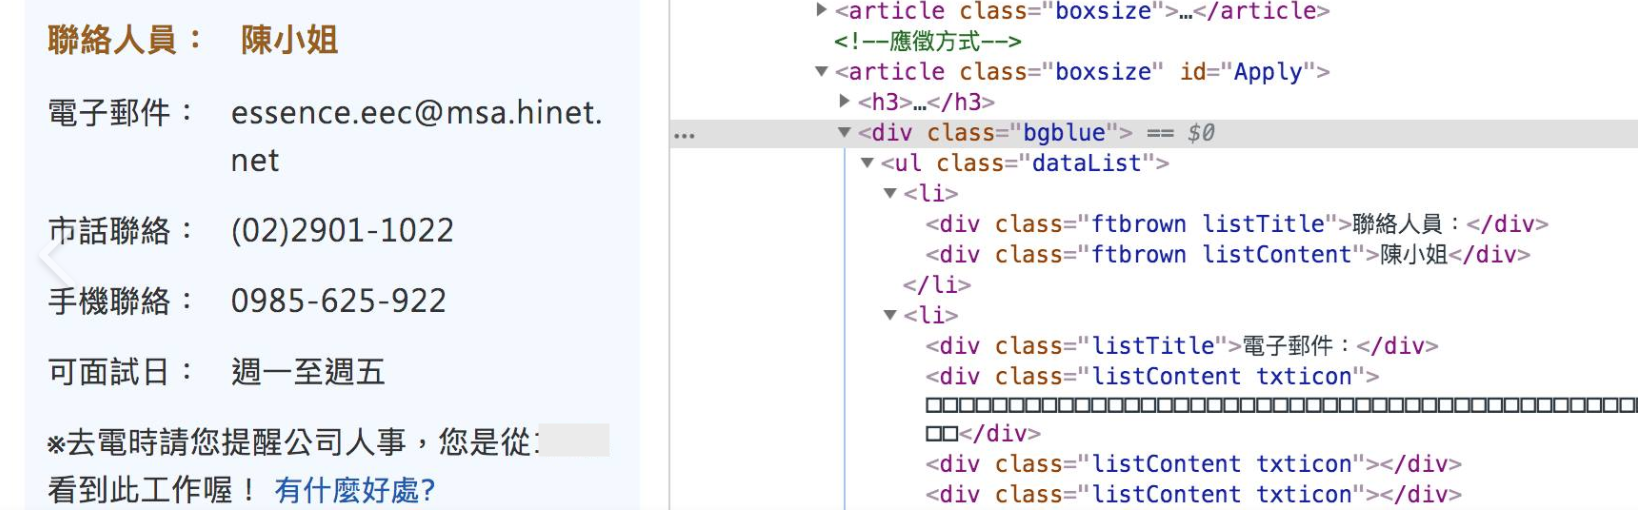 聯絡人員： 陳小姐
電子郵件： essence.eec@msa.hinet.
net
市話聯絡： (02)2901-1022
手機聯絡： 0985-625-922
可面試日： 週一至週五
※去電時請您提醒公司人事，您是從
看到此工作喔！ 有什麼好處?
▶<article class="boxsize">…</article>
<!--應徵方式-->
▼<article class="boxsize" id="Apply">
▶<h3>…</h3>
… ▼<div class="bgblue"> == $0
▼<ul class="dataList">
▼<li>
<div class="ftbrown listTitle">聯絡人員：</div>
<div class="ftbrown listContent">陳小姐</div>
</li>
▼<li>
<div class="listTitle">電子郵件：</div>
<div class="listContent txticon">
□□□□□□□□□□□□□□□□□□□□□□□□□□□□□□□□□□□□□□□□□□□
□□</div>
<div class="listContent txticon"></div>
<div class="listContent txticon"></div>